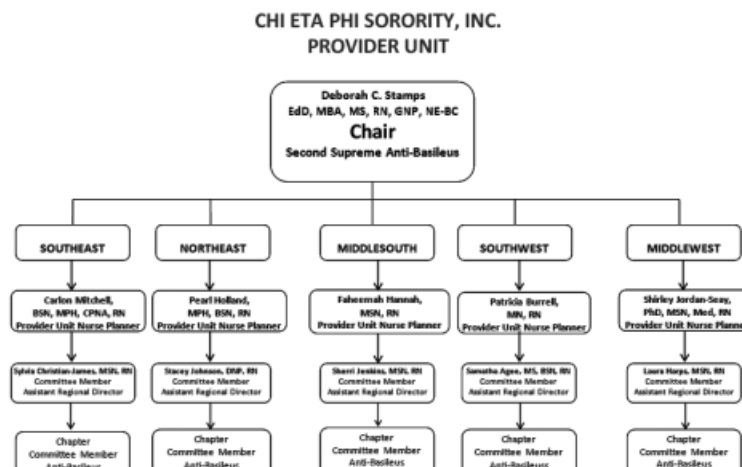 CHI ETA PHI SORORITY, INC.
PROVIDER UNIT
Deborah C. Stamps
EdD, MBA, MS, RN, GNP, NE-BC
Chair
Second Supreme Anti-Basileus
SOUTHEAST
NORTHEAST
MIDDLESOUTH
SOUTHWEST
MIDDLEWEST
Carlon Mitchell,
BSN, MPH, CPNA, RN
Provider Unit Nurse Planner
Pearl Holland,
MPH, BSN, RN
Provider Unit Nurse Planner
Faheemah Hannah,
MSN, RN
Provider Unit Nurse Planner
Patricia Burrell,
MN, RN
Provider Unit Nurse Planner
Shirley Jordan-Seay,
PhD, MSN, Med, RN
Provider Unit Nurse Planner
Sylvia Christian-James, MSN, RN
Committee Member
Assistant Regional Director
Stacey Johnson, DNP, RN
Committee Member
Assistant Regional Director
Sherri Jenkins, MSN, RN
Committee Member
Assistant Regional Director
Samatha Agee, MS, BSN, RN
Committee Member
Assistant Regional Director
Laura Harps, MSN, RN
Committee Member
Assistant Regional Director
Chapter
Committee Member
Anti-Basileus
Chapter
Committee Member
Anti-Basileus
Chapter
Committee Member
Anti-Basileus
Chapter
Committee Member
Anti-Basileus
Chapter
Committee Member
Anti-Basileus